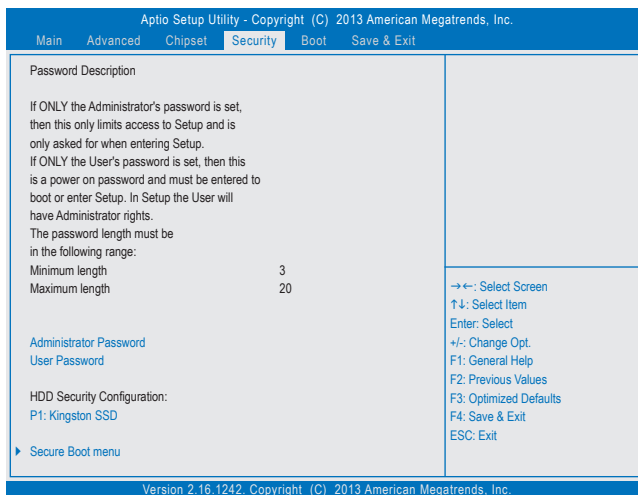 Aptio Setup Utility - Copyright (C) 2013 American Megatrends, Inc.
Main Advanced Chipset Security Boot Save & Exit
Password Description
If ONLY the Administrator's password is set,
then this only limits access to Setup and is
only asked for when entering Setup.
If ONLY the User's password is set, then this
is a power on password and must be entered to
boot or enter Setup. In Setup the User will
have Administrator rights.
The password length must be
in the following range:
Minimum length 3
Maximum length 20
Administrator Password
User Password
HDD Security Configuration:
P1: Kingston SSD
Secure Boot menu
→←: Select Screen
↑↓: Select Item
Enter: Select
+/-: Change Opt.
F1: General Help
F2: Previous Values
F3: Optimized Defaults
F4: Save & Exit
ESC: Exit
Version 2.16.1242. Copyright (C) 2013 American Megatrends, Inc.